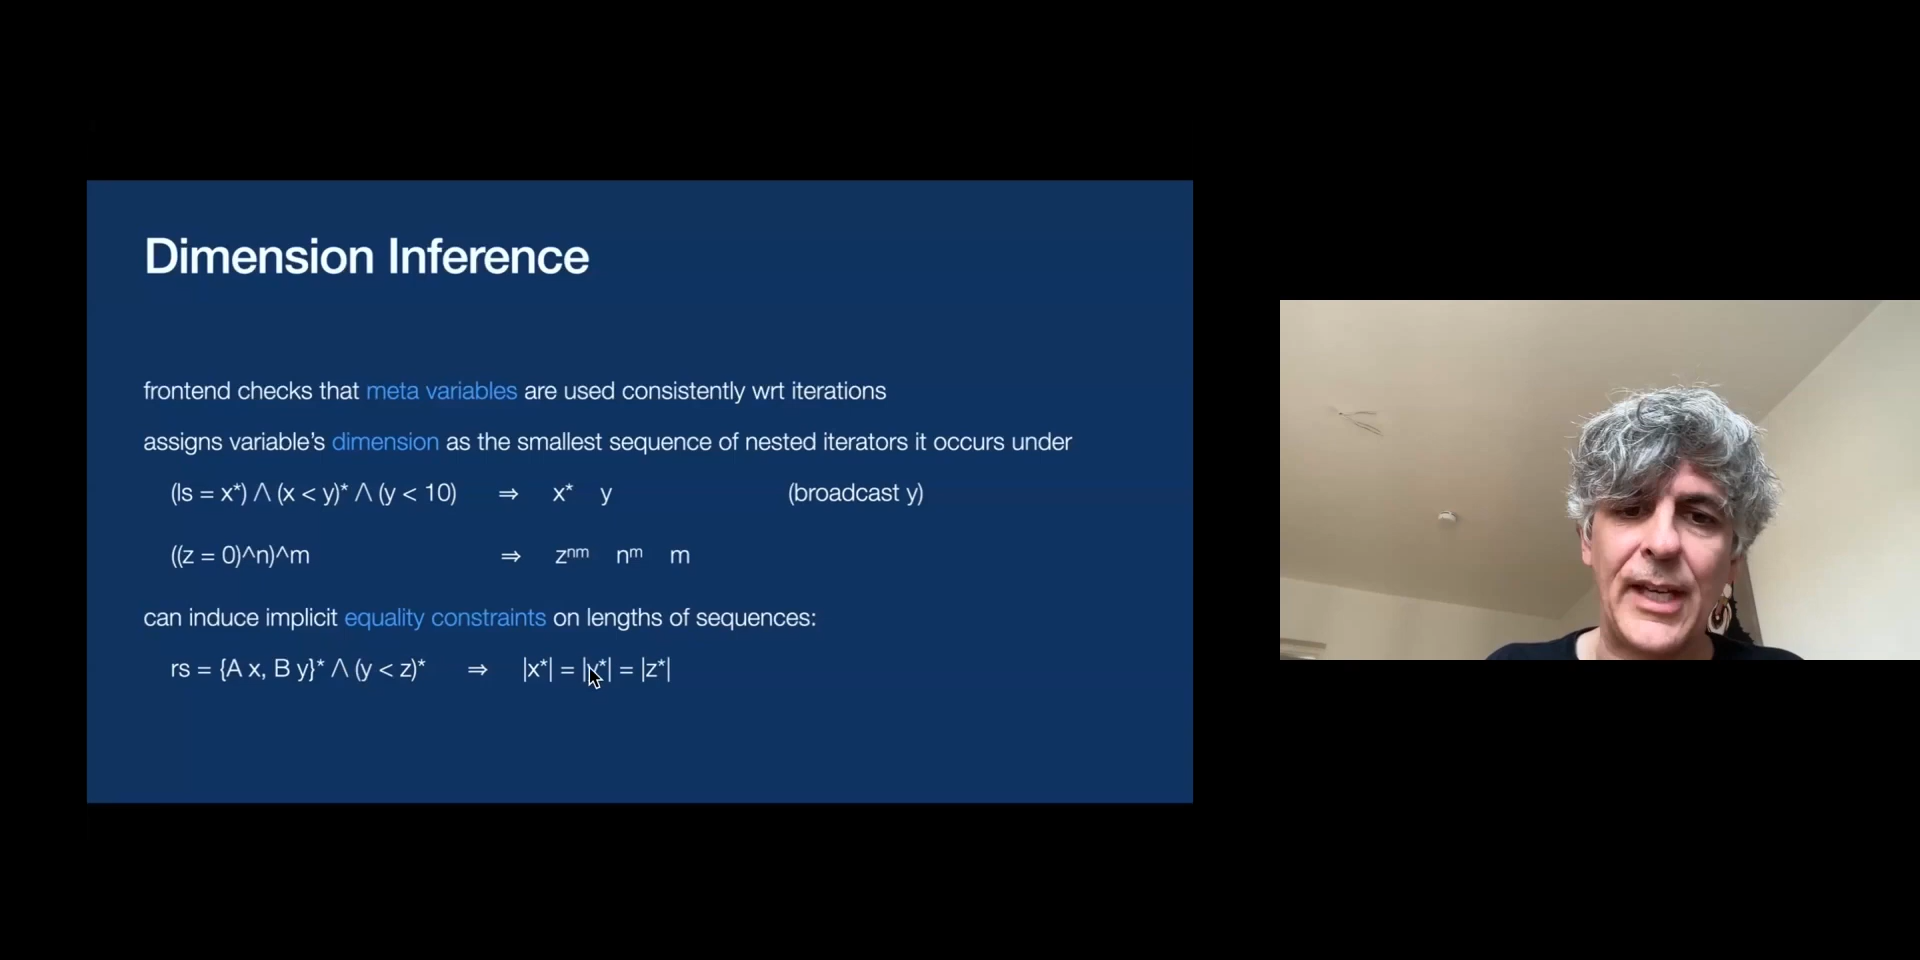 Dimension Inference
frontend checks that meta variables are used consistently wrt iterations
assigns variable's dimension as the smallest sequence of nested iterators it occurs under
(ls = x*) ∧ (x < y)* ∧ (y < 10) ⇒ x* y (broadcast y)
((z = 0)^n)^m ⇒ zⁿᵐ nᵐ m
can induce implicit equality constraints on lengths of sequences:
rs = {A x, B y}* ∧ (y < z)* ⇒ |x*| = |y*| = |z*|